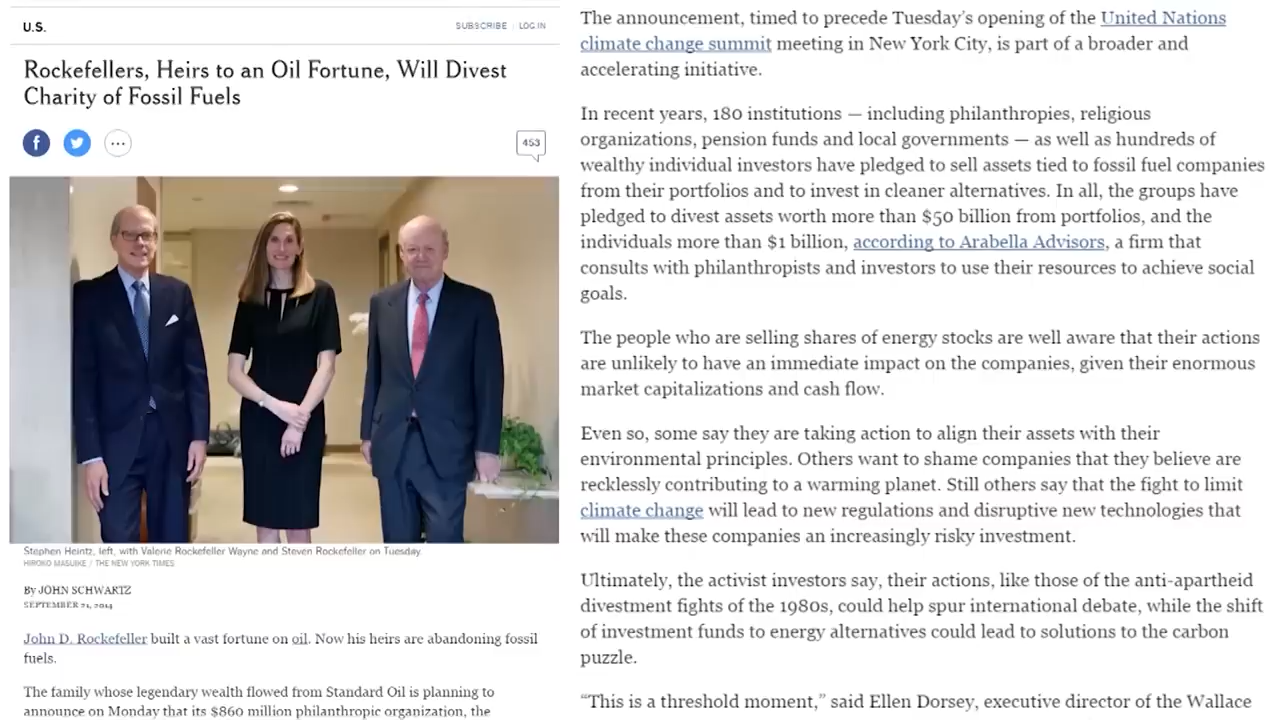 U.S.
SUBSCRIBE / LOG IN
Rockefellers, Heirs to an Oil Fortune, Will Divest
Charity of Fossil Fuels
f
453
Stephen Heintz, left, with Valerie Rockefeller Wayne and Steven Rockefeller on Tuesday.
HIROKO MASUIKE / THE NEW YORK TIMES
By JOHN SCHWARTZ
SEPTEMBER 21, 2014
John D. Rockefeller built a vast fortune on oil. Now his heirs are abandoning fossil
fuels.
The family whose legendary wealth flowed from Standard Oil is planning to
announce on Monday that its $860 million philanthropic organization, the
The announcement, timed to precede Tuesday's opening of the United Nations
climate change summit meeting in New York City, is part of a broader and
accelerating initiative.
In recent years, 180 institutions — including philanthropies, religious
organizations, pension funds and local governments — as well as hundreds of
wealthy individual investors have pledged to sell assets tied to fossil fuel companies
from their portfolios and to invest in cleaner alternatives. In all, the groups have
pledged to divest assets worth more than $50 billion from portfolios, and the
individuals more than $1 billion, according to Arabella Advisors, a firm that
consults with philanthropists and investors to use their resources to achieve social
goals.
The people who are selling shares of energy stocks are well aware that their actions
are unlikely to have an immediate impact on the companies, given their enormous
market capitalizations and cash flow.
Even so, some say they are taking action to align their assets with their
environmental principles. Others want to shame companies that they believe are
recklessly contributing to a warming planet. Still others say that the fight to limit
climate change will lead to new regulations and disruptive new technologies that
will make these companies an increasingly risky investment.
Ultimately, the activist investors say, their actions, like those of the anti-apartheid
divestment fights of the 1980s, could help spur international debate, while the shift
of investment funds to energy alternatives could lead to solutions to the carbon
puzzle.
“This is a threshold moment,” said Ellen Dorsey, executive director of the Wallace